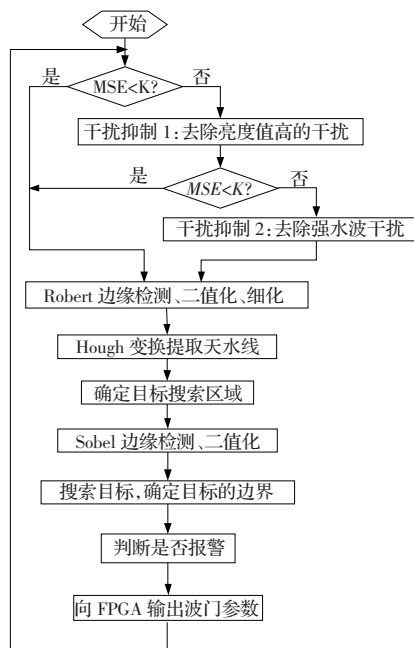 开始
是
MSE<K?
否
干扰抑制 1:去除亮度值高的干扰
是
MSE<K?
否
干扰抑制 2:去除强水波干扰
Robert 边缘检测、二值化、细化
Hough 变换提取天水线
确定目标搜索区域
Sobel 边缘检测、二值化
搜索目标,确定目标的边界
判断是否报警
向 FPGA 输出波门参数